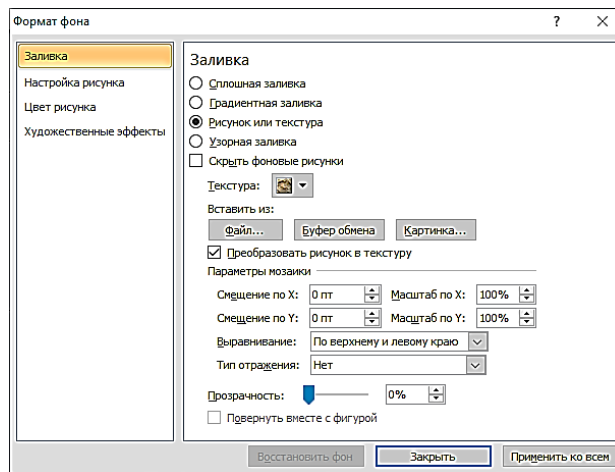 Формат фона ? X
Заливка
Настройка рисунка
Цвет рисунка
Художественные эффекты
Заливка
Сплошная заливка
Градиентная заливка
Рисунок или текстура
Узорная заливка
Скрыть фоновые рисунки
Текстура:
Вставить из:
Файл... Буфер обмена Картинка...
Преобразовать рисунок в текстуру
Параметры мозаики
Смещение по X: 0 пт Масштаб по X: 100%
Смещение по Y: 0 пт Масштаб по Y: 100%
Выравнивание: По верхнему и левому краю
Тип отражения: Нет
Прозрачность: 0%
Повернуть вместе с фигурой
Восстановить фон Закрыть Применить ко всем